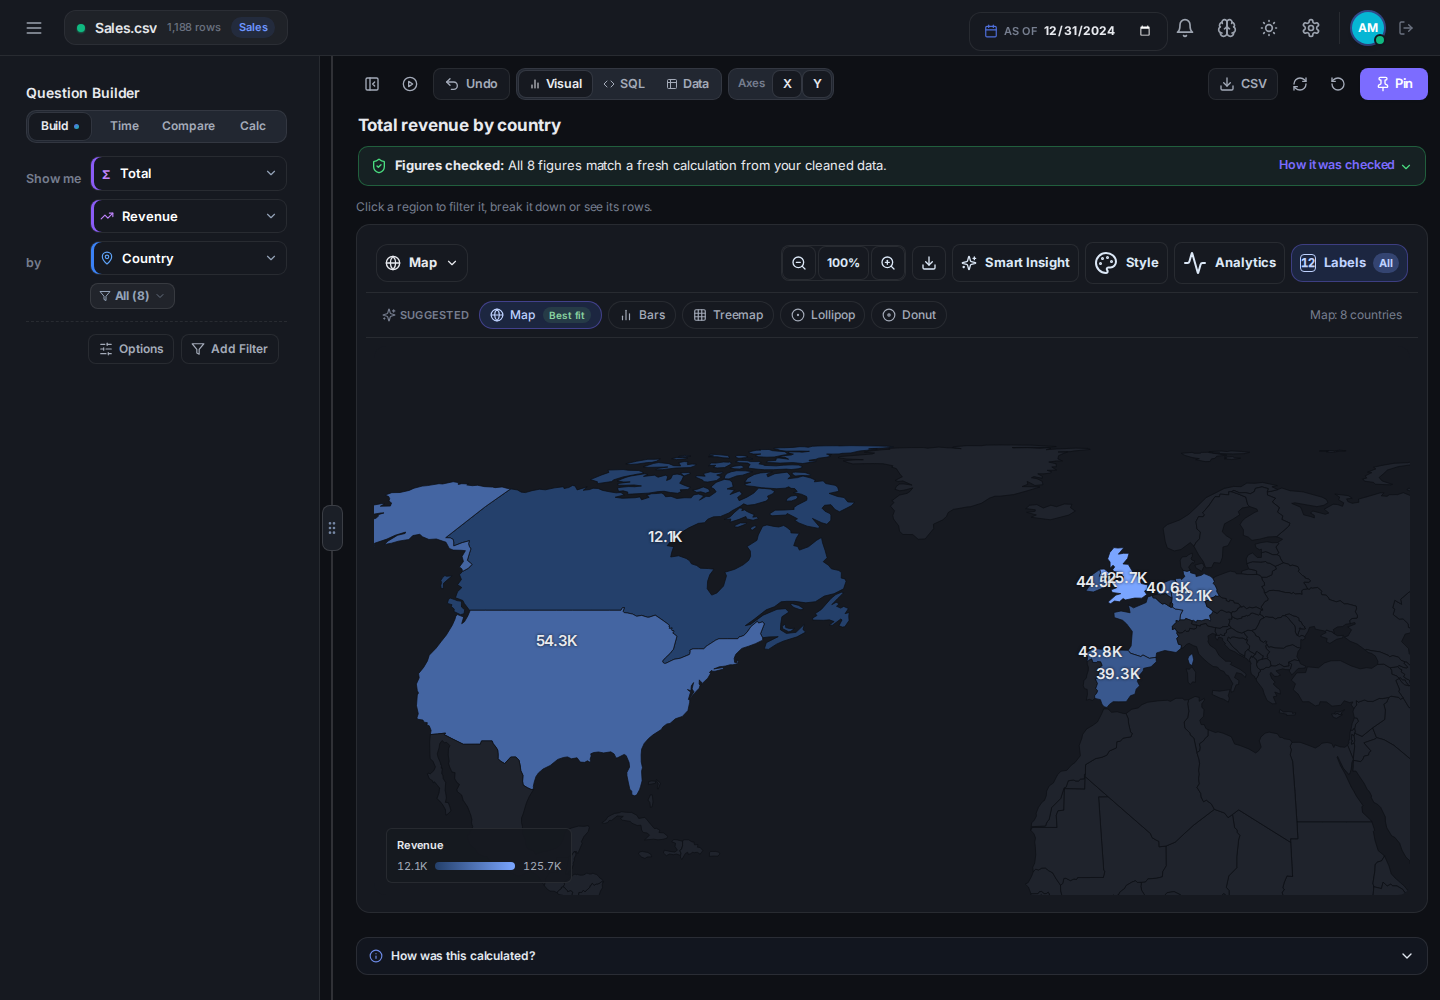 Sales.csv 1,188 rows Sales
AS OF 12/31/2024
AM
Question Builder
Build Time Compare Calc
Show me Total
Revenue
by Country
All (8)
Options Add Filter
Undo Visual SQL Data Axes X Y
CSV Pin
Total revenue by country
Figures checked: All 8 figures match a fresh calculation from your cleaned data. How it was checked
Click a region to filter it, break it down or see its rows.
Map 100% Smart Insight Style Analytics 12 Labels All
SUGGESTED Map Best fit Bars Treemap Lollipop Donut Map: 8 countries
12.1K
54.3K
44.5K 125.7K 40.6K
52.1K
43.8K
39.3K
Revenue
12.1K 125.7K
How was this calculated?